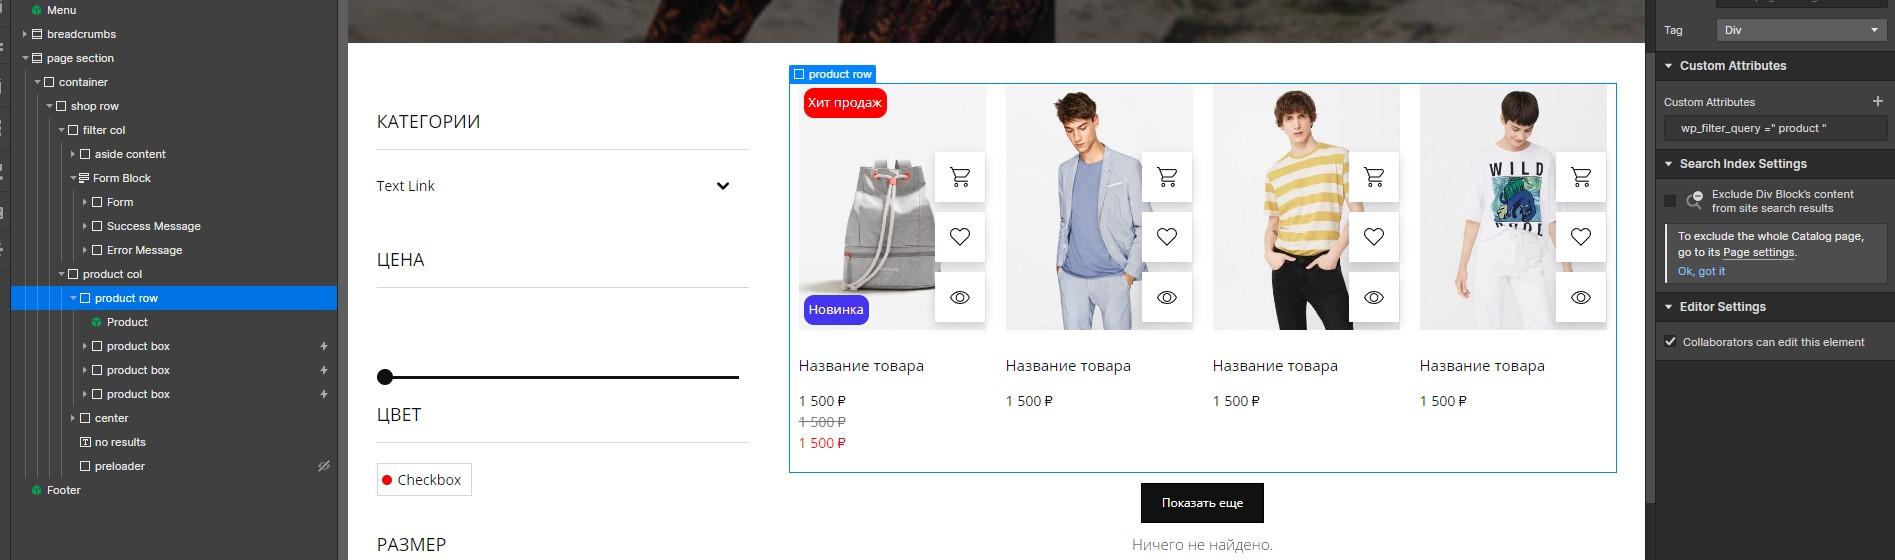 Menu
breadcrumbs
page section
container
shop row
filter col
aside content
Form Block
Form
Success Message
Error Message
product col
product row
Product
product box
product box
product box
center
no results
preloader
Footer
КАТЕГОРИИ
Text Link
ЦЕНА
ЦВЕТ
Checkbox
РАЗМЕР
product row
Хит продаж
Новинка
WILD
Название товара
1 500 ₽
1 500 ₽
1 500 ₽
Название товара
1 500 ₽
Название товара
1 500 ₽
Название товара
1 500 ₽
Показать еще
Ничего не найдено.
Tag
Div
Custom Attributes
Custom Attributes
wp_filter_query =" product "
Search Index Settings
Exclude Div Block's content
from site search results
To exclude the whole Catalog page,
go to its Page settings.
Ok, got it
Editor Settings
Collaborators can edit this element